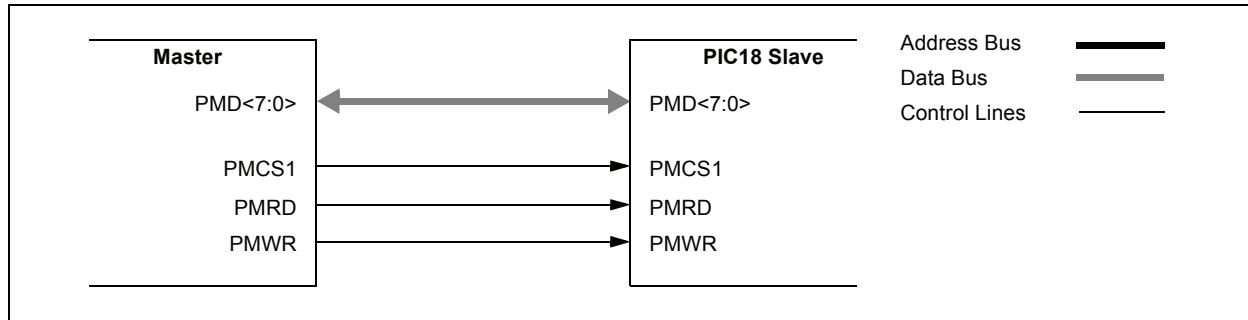 Master
PMD<7:0>
PMCS1
PMRD
PMWR
PIC18 Slave
PMD<7:0>
PMCS1
PMRD
PMWR
Address Bus
Data Bus
Control Lines